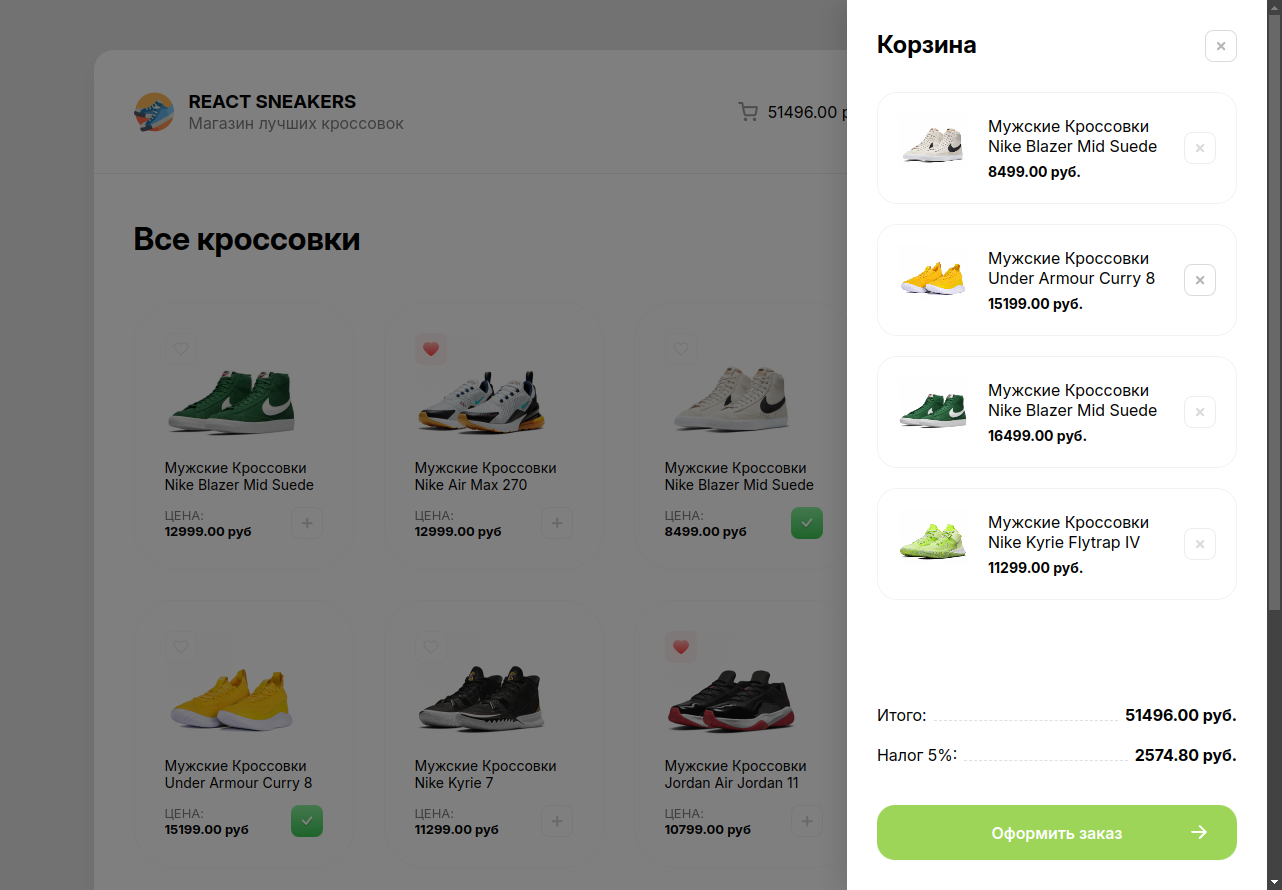 REACT SNEAKERS
Магазин лучших кроссовок
51496.00 р
Все кроссовки
Мужские Кроссовки
Nike Blazer Mid Suede
ЦЕНА:
12999.00 руб
Мужские Кроссовки
Nike Air Max 270
ЦЕНА:
12999.00 руб
Мужские Кроссовки
Nike Blazer Mid Suede
ЦЕНА:
8499.00 руб
Мужские Кроссовки
Under Armour Curry 8
ЦЕНА:
15199.00 руб
Мужские Кроссовки
Nike Kyrie 7
ЦЕНА:
11299.00 руб
Мужские Кроссовки
Jordan Air Jordan 11
ЦЕНА:
10799.00 руб
Корзина
Мужские Кроссовки
Nike Blazer Mid Suede
8499.00 руб.
Мужские Кроссовки
Under Armour Curry 8
15199.00 руб.
Мужские Кроссовки
Nike Blazer Mid Suede
16499.00 руб.
Мужские Кроссовки
Nike Kyrie Flytrap IV
11299.00 руб.
Итого: 51496.00 руб.
Налог 5%: 2574.80 руб.
Оформить заказ